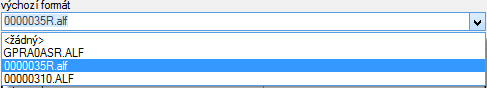 výchozí formát
0000035R.alf
<žádný>
GPRA0ASR.ALF
0000035R.alf
00000310.ALF